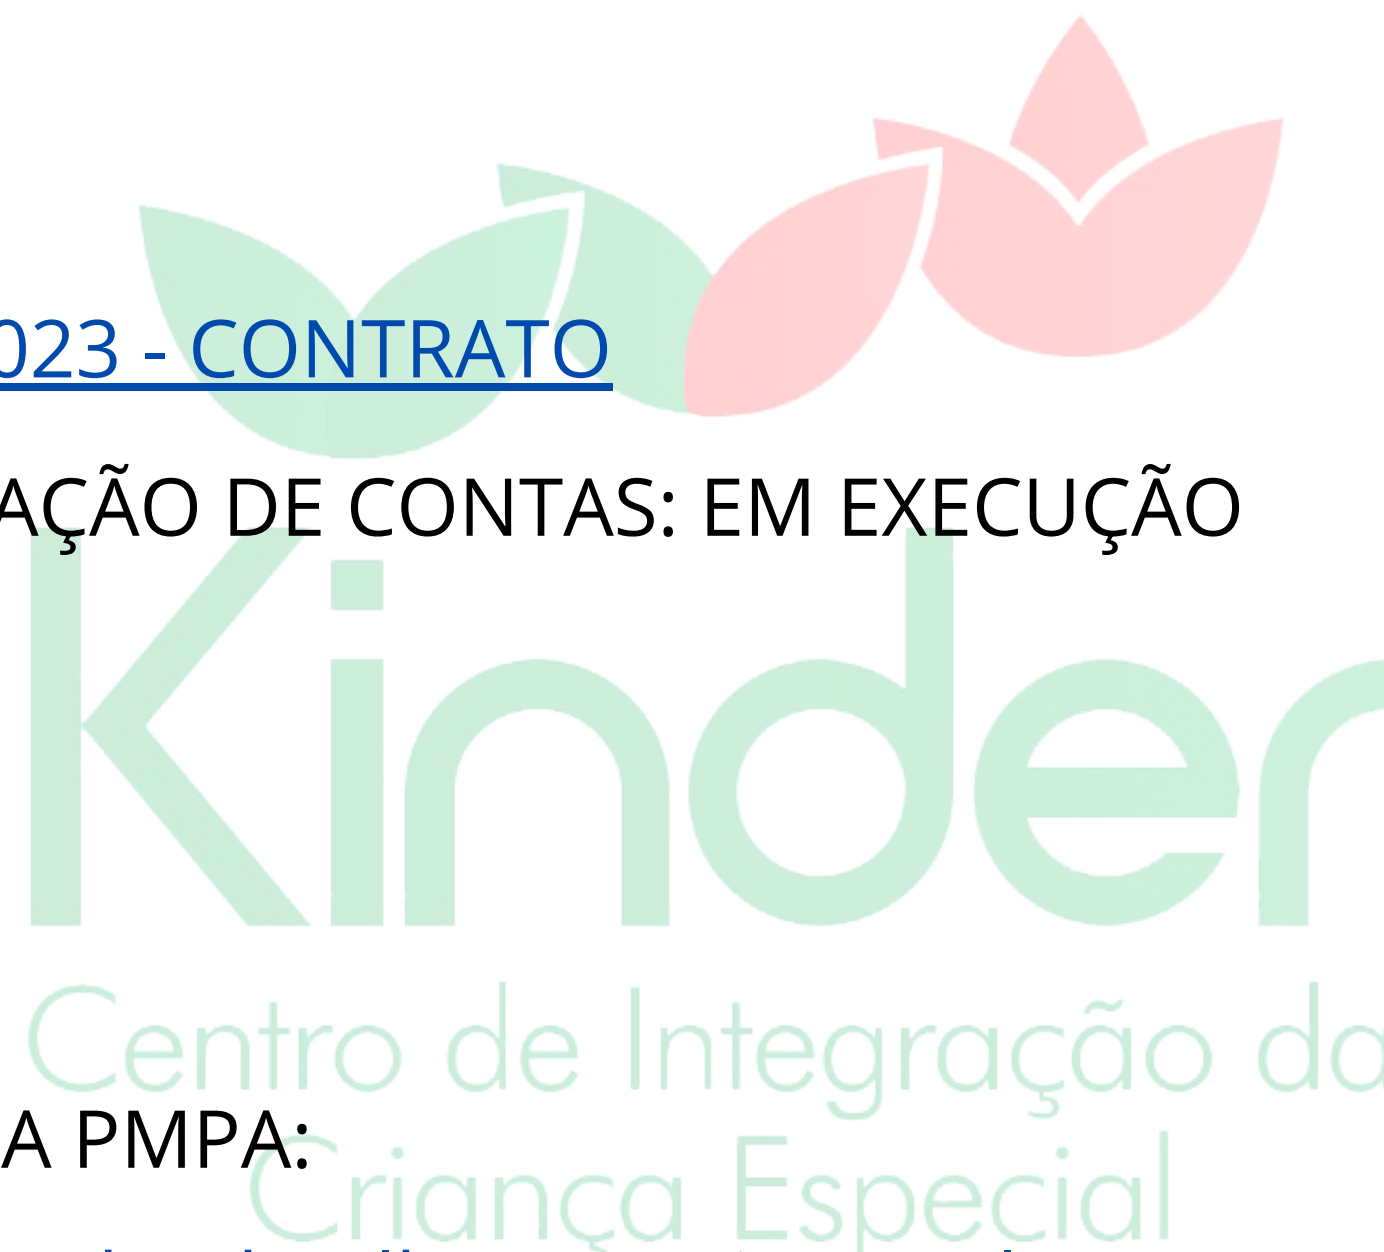 023 - CONTRATO
AÇÃO DE CONTAS: EM EXECUÇÃO
Kinder
Centro de Integração da
A PMPA:
Criança Especial